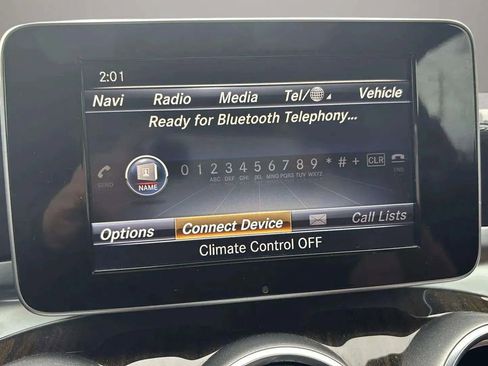 2:01
Navi Radio Media Tel/ Vehicle
Ready for Bluetooth Telephony...
0 1 2 3 4 5 6 7 8 9 * # + CLR
ABC DEF GHI JKL MNO PQRS TUV WXYZ
SEND NAME END
Options Connect Device Call Lists
Climate Control OFF